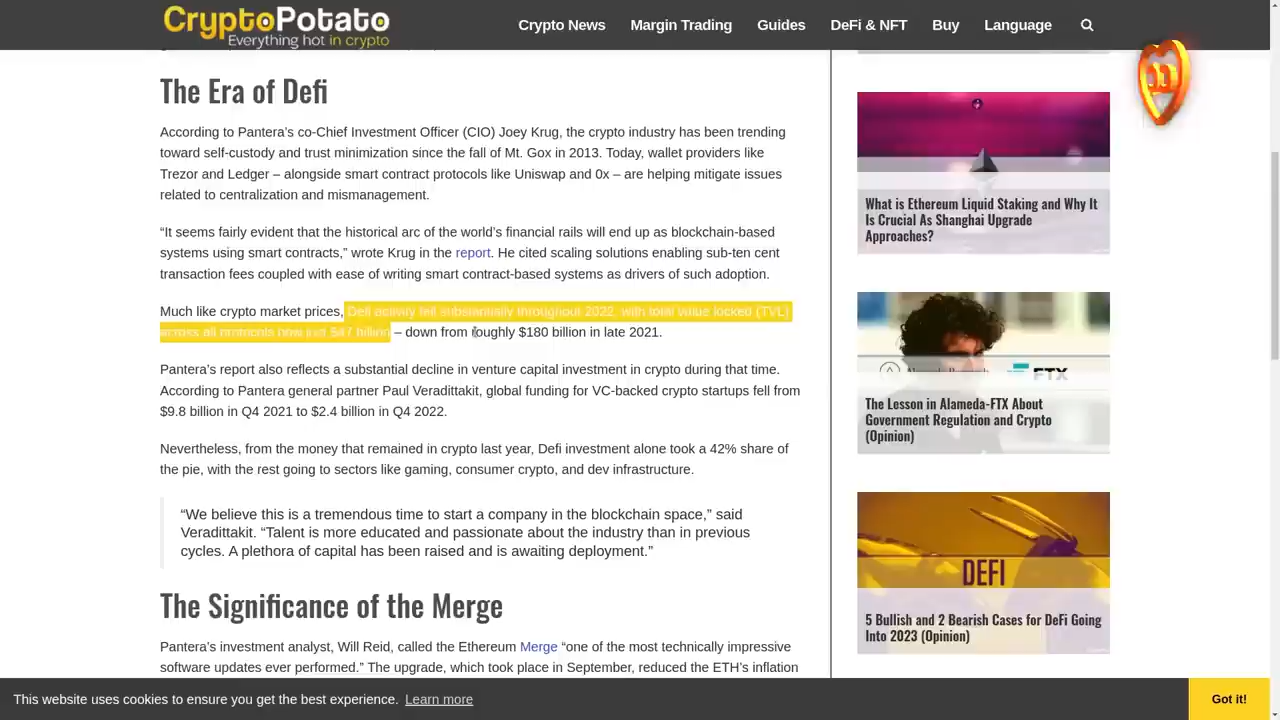 CryptoPotato
Everything hot in crypto
Crypto News
Margin Trading
Guides
DeFi & NFT
Buy
Language
The Era of Defi
According to Pantera's co-Chief Investment Officer (CIO) Joey Krug, the crypto industry has been trending
toward self-custody and trust minimization since the fall of Mt. Gox in 2013. Today, wallet providers like
Trezor and Ledger – alongside smart contract protocols like Uniswap and 0x – are helping mitigate issues
related to centralization and mismanagement.
“It seems fairly evident that the historical arc of the world's financial rails will end up as blockchain-based
systems using smart contracts,” wrote Krug in the report. He cited scaling solutions enabling sub-ten cent
transaction fees coupled with ease of writing smart contract-based systems as drivers of such adoption.
Much like crypto market prices, Defi activity fell substantially throughout 2022, with total value locked (TVL)
across all protocols now just $47 billion – down from roughly $180 billion in late 2021.
Pantera's report also reflects a substantial decline in venture capital investment in crypto during that time.
According to Pantera general partner Paul Veradittakit, global funding for VC-backed crypto startups fell from
$9.8 billion in Q4 2021 to $2.4 billion in Q4 2022.
Nevertheless, from the money that remained in crypto last year, Defi investment alone took a 42% share of
the pie, with the rest going to sectors like gaming, consumer crypto, and dev infrastructure.
“We believe this is a tremendous time to start a company in the blockchain space,” said
Veradittakit. “Talent is more educated and passionate about the industry than in previous
cycles. A plethora of capital has been raised and is awaiting deployment.”
The Significance of the Merge
Pantera's investment analyst, Will Reid, called the Ethereum Merge “one of the most technically impressive
software updates ever performed.” The upgrade, which took place in September, reduced the ETH's inflation
What is Ethereum Liquid Staking and Why It
Is Crucial As Shanghai Upgrade
Approaches?
FTX
The Lesson in Alameda-FTX About
Government Regulation and Crypto
(Opinion)
DEFI
5 Bullish and 2 Bearish Cases for DeFi Going
Into 2023 (Opinion)
This website uses cookies to ensure you get the best experience. Learn more
Got it!